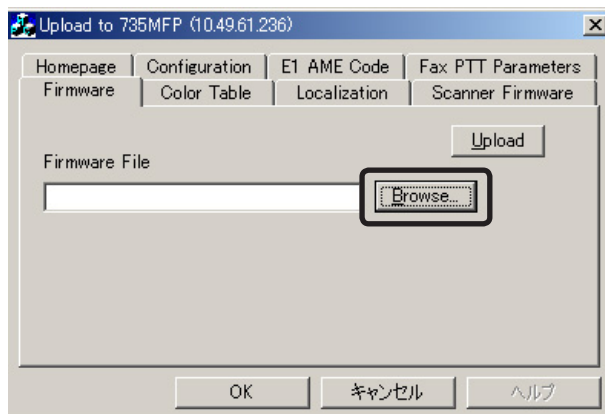 Upload to 735MFP (10.49.61.236)
Homepage Configuration E1 AME Code Fax PTT Parameters
Firmware Color Table Localization Scanner Firmware
Upload
Firmware File
Browse...
OK キャンセル ヘルプ